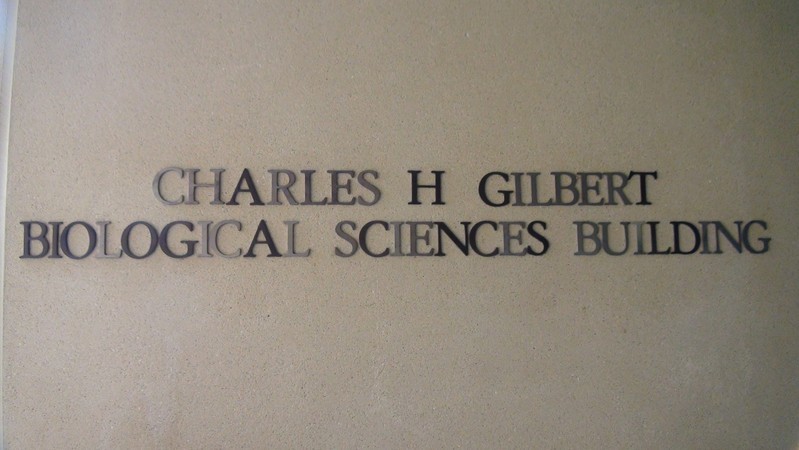 CHARLES H GILBERT
BIOLOGICAL SCIENCES BUILDING